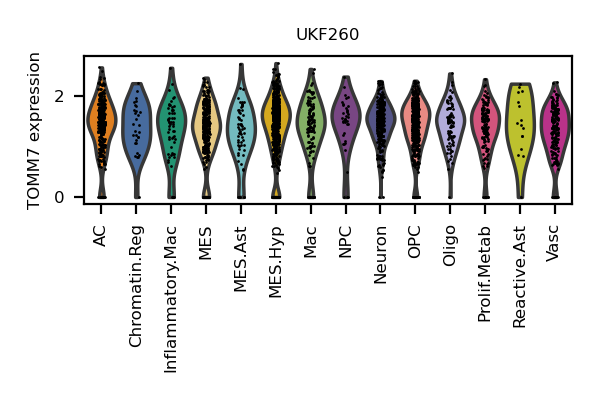 UKF260
TOMM7 expression
2
0
AC
Chromatin.Reg
Inflammatory.Mac
MES
MES.Ast
MES.Hyp
Mac
NPC
Neuron
OPC
Oligo
Prolif.Metab
Reactive.Ast
Vasc